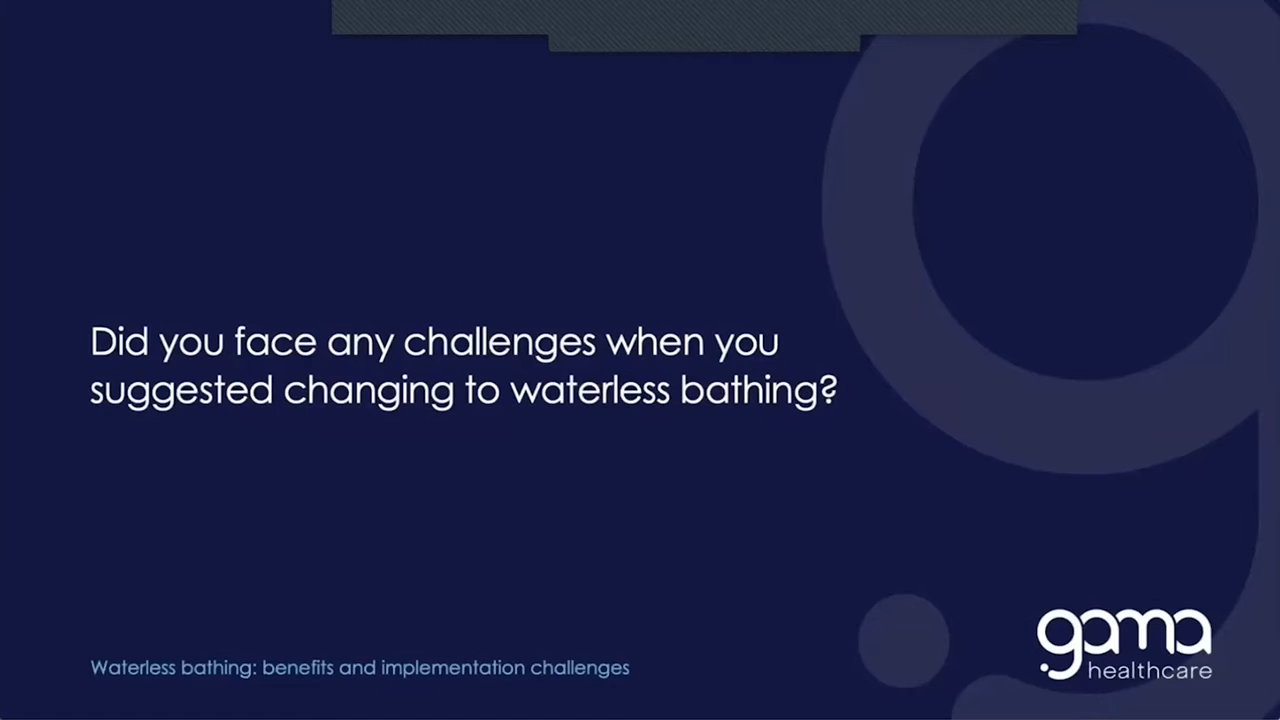 Did you face any challenges when you
suggested changing to waterless bathing?
Waterless bathing: benefits and implementation challenges
gama
healthcare